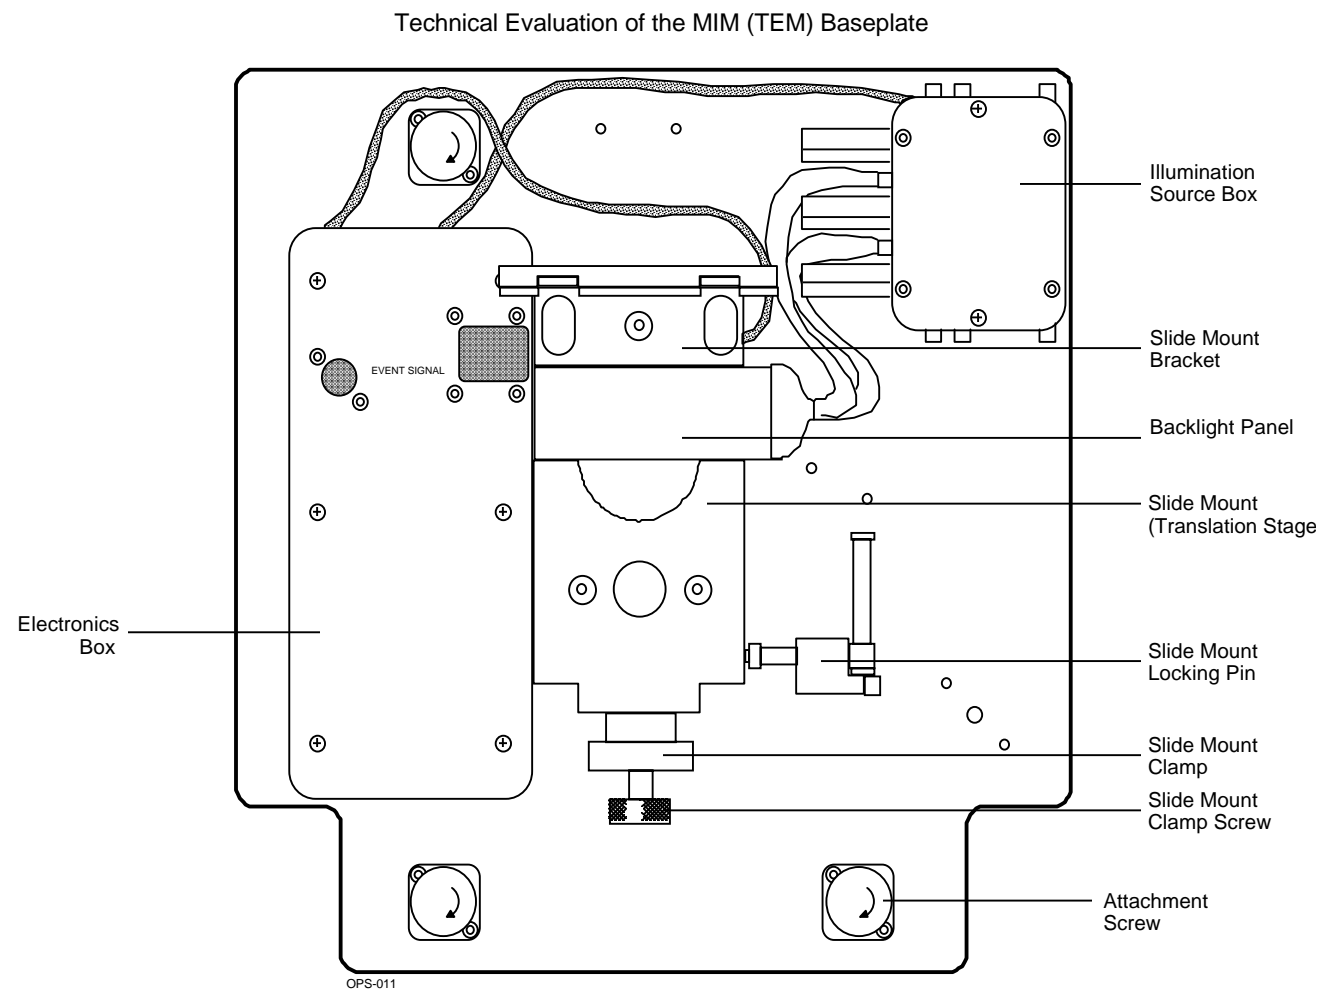 Technical Evaluation of the MIM (TEM) Baseplate
Illumination
Source Box
Slide Mount
Bracket
EVENT SIGNAL
Backlight Panel
Slide Mount
(Translation Stage
Electronics
Box
Slide Mount
Locking Pin
Slide Mount
Clamp
Slide Mount
Clamp Screw
Attachment
Screw
OPS-011